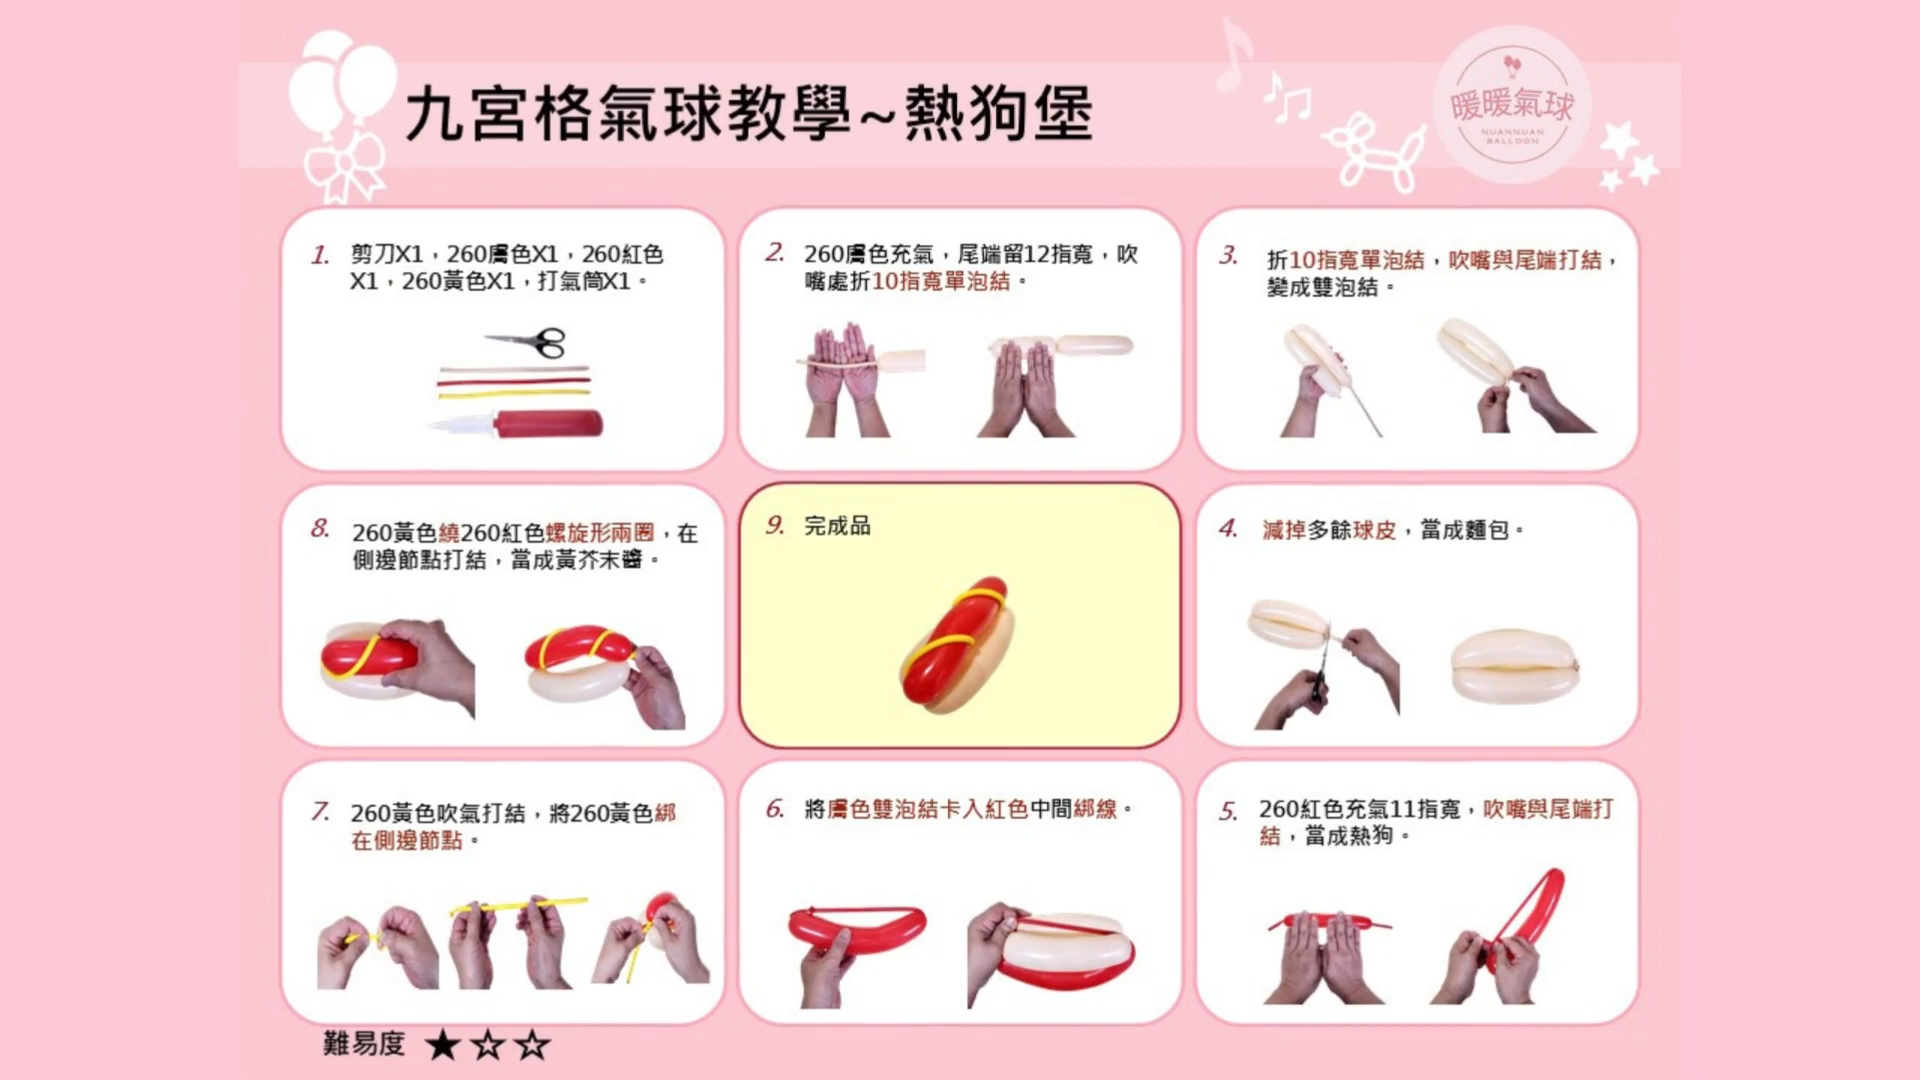 九宮格氣球教學~熱狗堡
暖暖氣球
NUANNUAN
BALLOON
1. 剪刀X1，260膚色X1，260紅色
X1，260黃色X1，打氣筒X1。
2. 260膚色充氣，尾端留12指寬，吹
嘴處折10指寬單泡結。
3. 折10指寬單泡結，吹嘴與尾端打結，
變成雙泡結。
4. 減掉多餘球皮，當成麵包。
5. 260紅色充氣11指寬，吹嘴與尾端打
結，當成熱狗。
6. 將膚色雙泡結卡入紅色中間綁線。
7. 260黃色吹氣打結，將260黃色綁
在側邊節點。
8. 260黃色繞260紅色螺旋形兩圈，在
側邊節點打結，當成黃芥末醬。
9. 完成品
難易度 ★☆☆